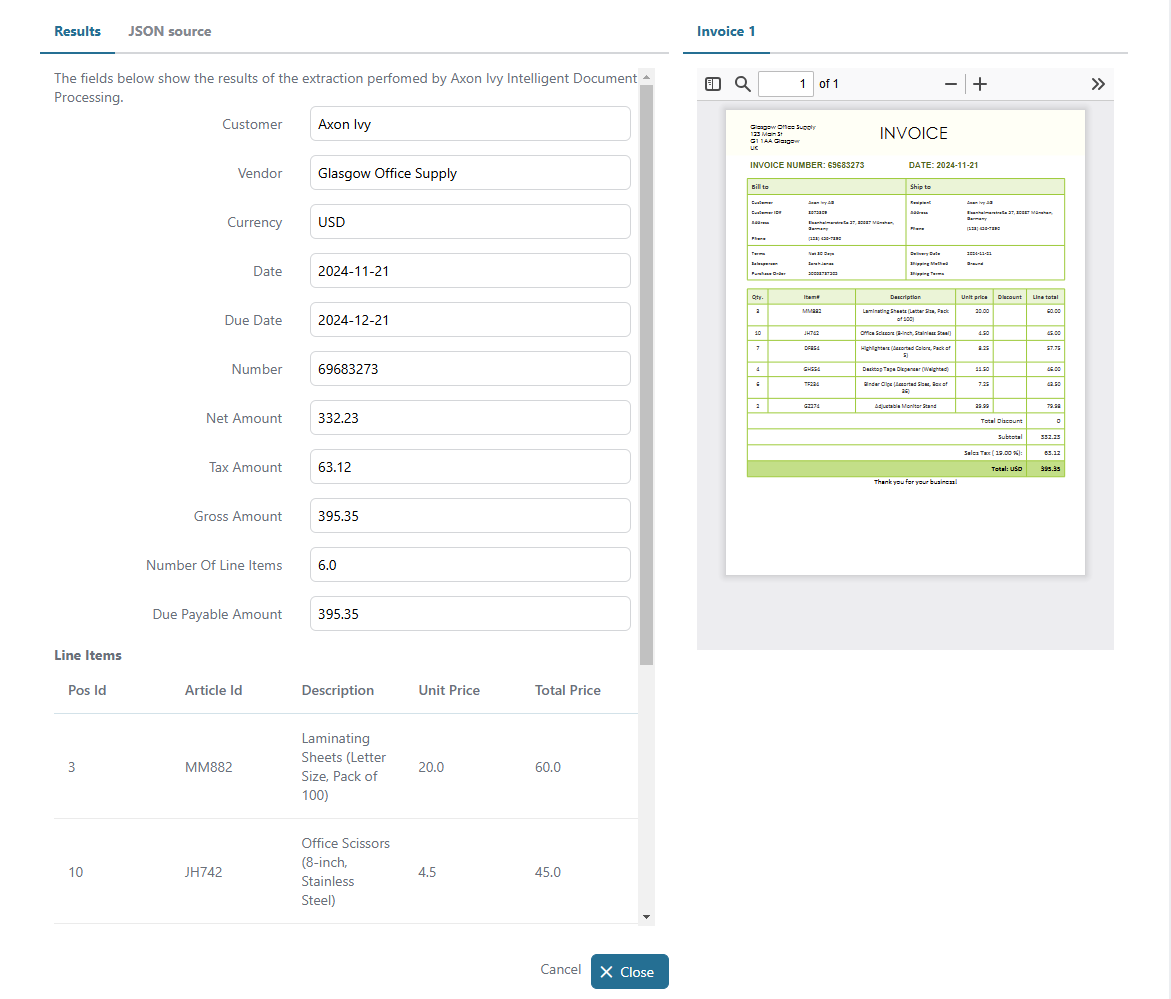 Results JSON source
The fields below show the results of the extraction perfomed by Axon Ivy Intelligent Document
Processing.
Customer Axon Ivy
Vendor Glasgow Office Supply
Currency USD
Date 2024-11-21
Due Date 2024-12-21
Number 69683273
Net Amount 332.23
Tax Amount 63.12
Gross Amount 395.35
Number Of Line Items 6.0
Due Payable Amount 395.35
Line Items
Pos Id Article Id Description Unit Price Total Price
3 MM882 Laminating Sheets (Letter Size, Pack of 100) 20.0 60.0
10 JH742 Office Scissors (8-inch, Stainless Steel) 4.5 45.0
Cancel Close
Invoice 1
1 of 1
Glasgow Office Supply
123 Main St
G1 1AA Glasgow
UK
INVOICE
INVOICE NUMBER: 69683273 DATE: 2024-11-21
Bill to Ship to
Customer Axon Ivy AG Recipient Axon Ivy AG
Customer ID#
Address Address
Germany Germany
Phone Phone
Terms Net 30 Days Delivery Date 2024-11-21
Salesperson Sarah Jones Shipping Method Ground
Purchase Order Shipping Terms
Qty. Item# Description Unit price Discount Line total
3 MM882 Laminating Sheets (Letter Size, Pack of 100) 20.00 60.00
10 JH742 Office Scissors (8-inch, Stainless Steel) 4.50 45.00
7 Highlighters (Assorted Colors, Pack of 5) 8.25 57.75
4 Desktop Tape Dispenser (Weighted) 11.50 46.00
6 Binder Clips (Assorted Sizes, Box of 36) 7.25 43.50
2 Adjustable Monitor Stand 39.99 79.98
Total Discount 0
Subtotal 332.23
Sales Tax ( 19.00 %): 63.12
Total: USD 395.35
Thank you for your business!